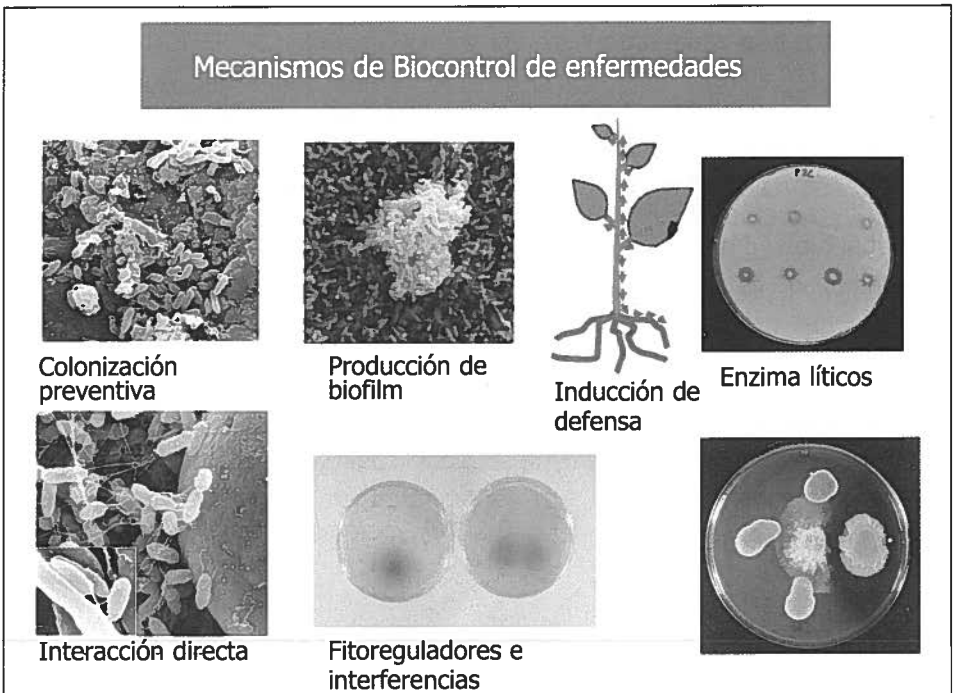 Mecanismos de Biocontrol de enfermedades
Colonización
preventiva
Producción de
biofilm
Inducción de
defensa
Enzima líticos
Interacción directa
Fitoreguladores e
interferencias